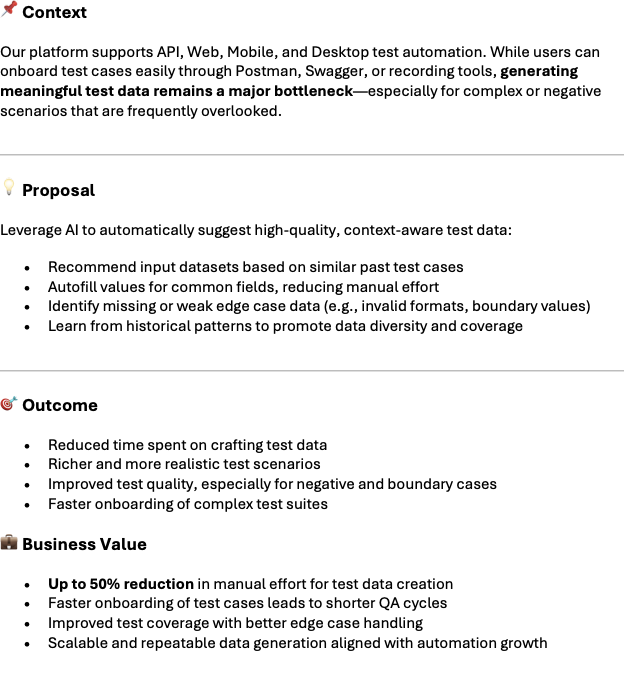 Context
Our platform supports API, Web, Mobile, and Desktop test automation. While users can
onboard test cases easily through Postman, Swagger, or recording tools, generating
meaningful test data remains a major bottleneck—especially for complex or negative
scenarios that are frequently overlooked.
Proposal
Leverage AI to automatically suggest high-quality, context-aware test data:
• Recommend input datasets based on similar past test cases
• Autofill values for common fields, reducing manual effort
• Identify missing or weak edge case data (e.g., invalid formats, boundary values)
• Learn from historical patterns to promote data diversity and coverage
Outcome
• Reduced time spent on crafting test data
• Richer and more realistic test scenarios
• Improved test quality, especially for negative and boundary cases
• Faster onboarding of complex test suites
Business Value
• Up to 50% reduction in manual effort for test data creation
• Faster onboarding of test cases leads to shorter QA cycles
• Improved test coverage with better edge case handling
• Scalable and repeatable data generation aligned with automation growth